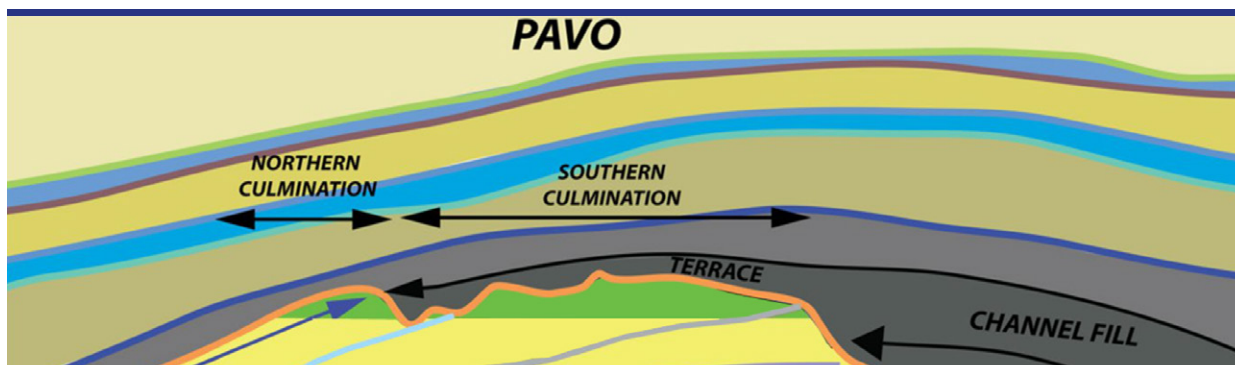 PAVO
NORTHERN
CULMINATION
SOUTHERN
CULMINATION
TERRACE
CHANNEL FILL